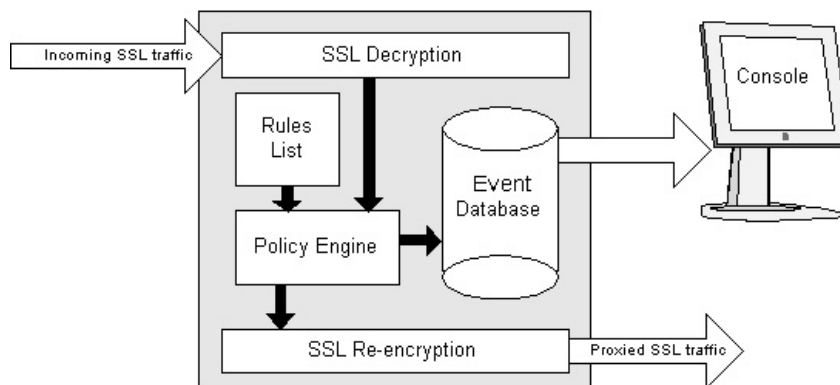 Incoming SSL traffic
SSL Decryption
Console
Rules
List
Event
Database
Policy Engine
SSL Re-encryption
Proxied SSL traffic